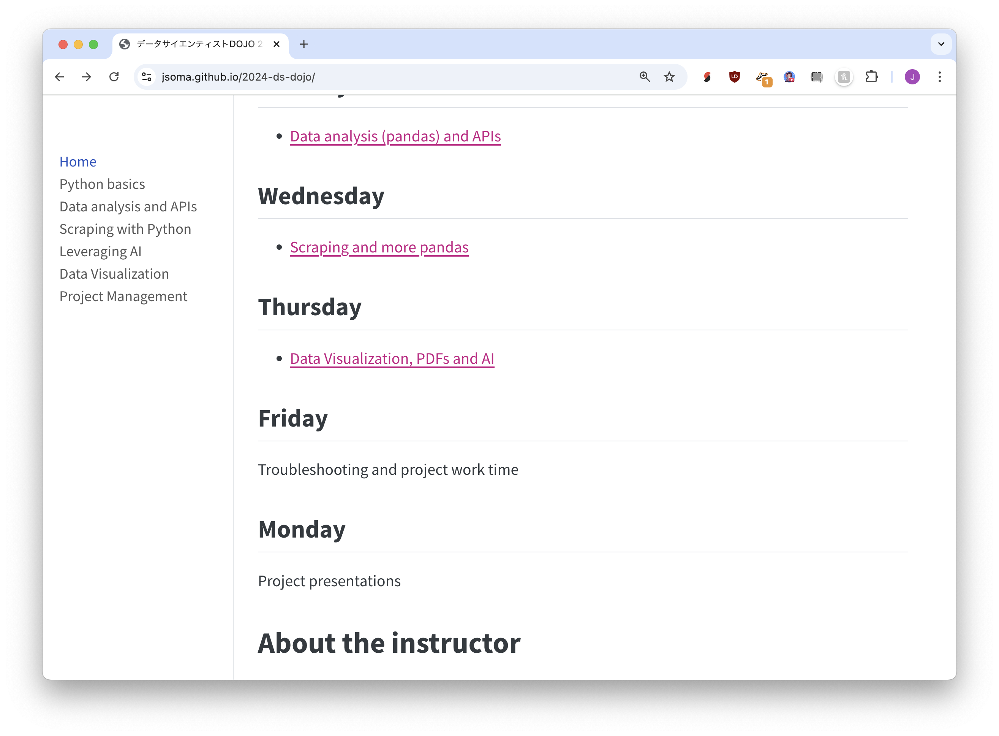 データサイエンティストDOJO 2
jsoma.github.io/2024-ds-dojo/
1
J
Home
Python basics
Data analysis and APIs
Scraping with Python
Leveraging AI
Data Visualization
Project Management
Data analysis (pandas) and APIs
Wednesday
Scraping and more pandas
Thursday
Data Visualization, PDFs and AI
Friday
Troubleshooting and project work time
Monday
Project presentations
About the instructor